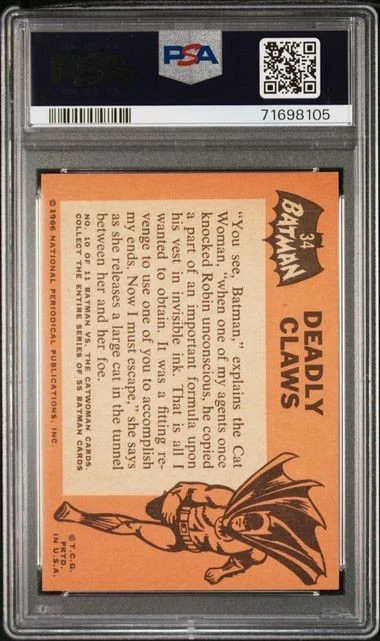 PSA
71698105
34
BATMAN
DEADLY
CLAWS
"You see, Batman," explains the Cat
Woman, "when one of my agents once
knocked Robin unconscious, he copied
a part of an important formula upon
his vest in invisible ink. That is all I
wanted to obtain. It was a fitting re-
venge to use one of you to accomplish
my ends. Now I must escape," she says
as she releases a large cat in the tunnel
between her and her foe.
NO. 10 OF 11 BATMAN VS. THE CATWOMAN CARDS.
COLLECT THE ENTIRE SERIES OF 55 BATMAN CARDS
© 1966 NATIONAL PERIODICAL PUBLICATIONS, INC.
© T.C.G.
PRTD.
IN U.S.A.